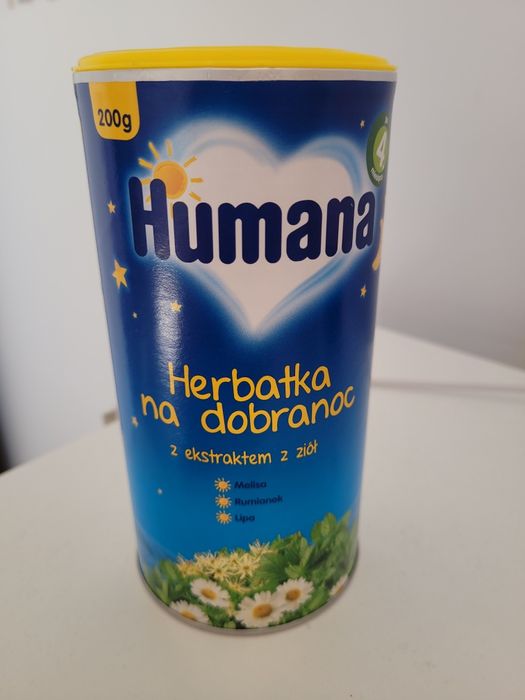 200g
4
Humana
Herbatka
na dobranoc
z ekstraktem z ziół
Melisa
Rumianek
Lipa